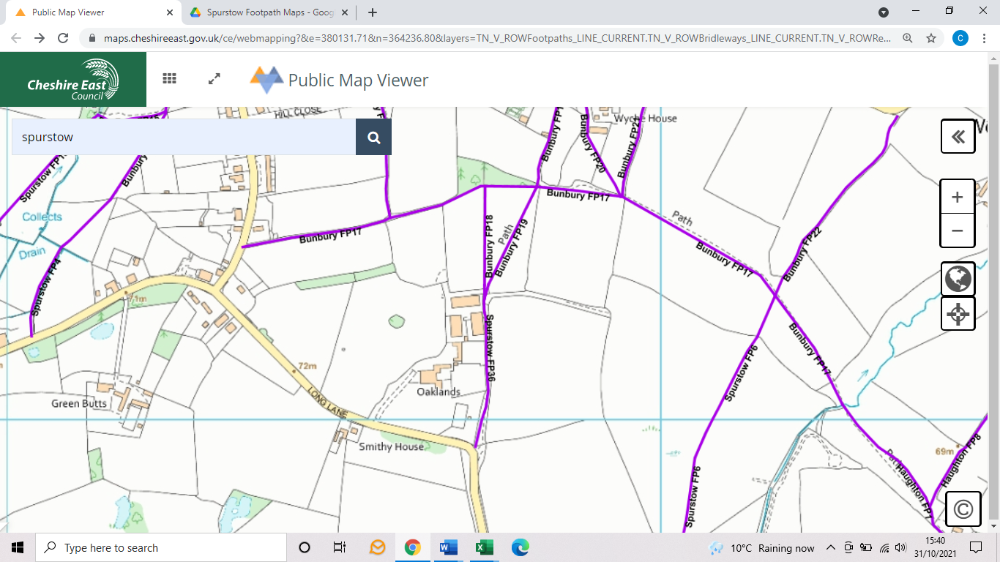 Public Map Viewer
Spurstow Footpath Maps - Goog
maps.cheshireeast.gov.uk/ce/webmapping?&e=380131.71&n=364236.80&layers=TN_V_ROWFootpaths_LINE_CURRENT.TN_V_ROWBridleways_LINE_CURRENT.TN_V_ROWRe...
C
Cheshire East
Council
Public Map Viewer
spurstow
HILL CLOSE
Wyche House
Bunbury FP1
Bunbury FP20
Bunbury FP21
Spurstow FP1
Bunbury
Collects
Drain
Spurstow FP4
71m
Bunbury FP17
Bunbury FP17
Path
Bunbury FP18
Path
Bunbury FP19
Bunbury FP17
Bunbury FP22
Spurstow FP36
Bunbury FP17
Spurstow FP6
72m
LONG LANE
Oaklands
Green Butts
Smithy House
Spurstow FP6
Haughton FP7
Haughton FP8
69m
©
Type here to search
10°C Raining now
15:40
31/10/2021